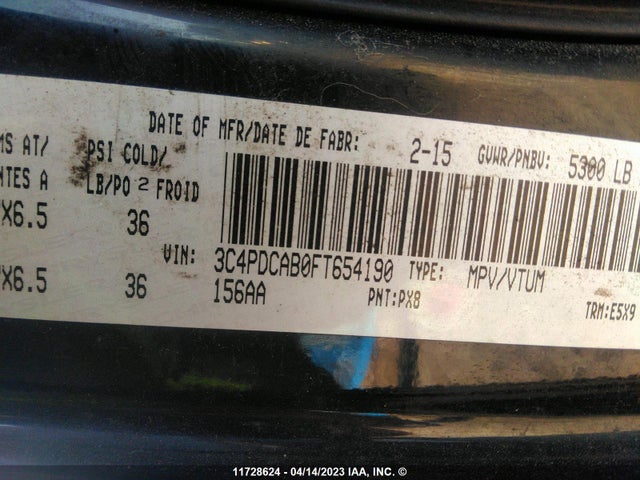 DATE OF MFR/DATE DE FABR: 2-15 GVWR/PNBV: 5300 LB
MS AT/ PSI COLD/
NTES A LB/PO 2 FROID
X6.5 36
VIN: 3C4PDCAB0FT654190 TYPE: MPV/VTUM
X6.5 36 156AA PNT:PX8 TRM:E5X9
11728624 - 04/14/2023 IAA, INC. ©